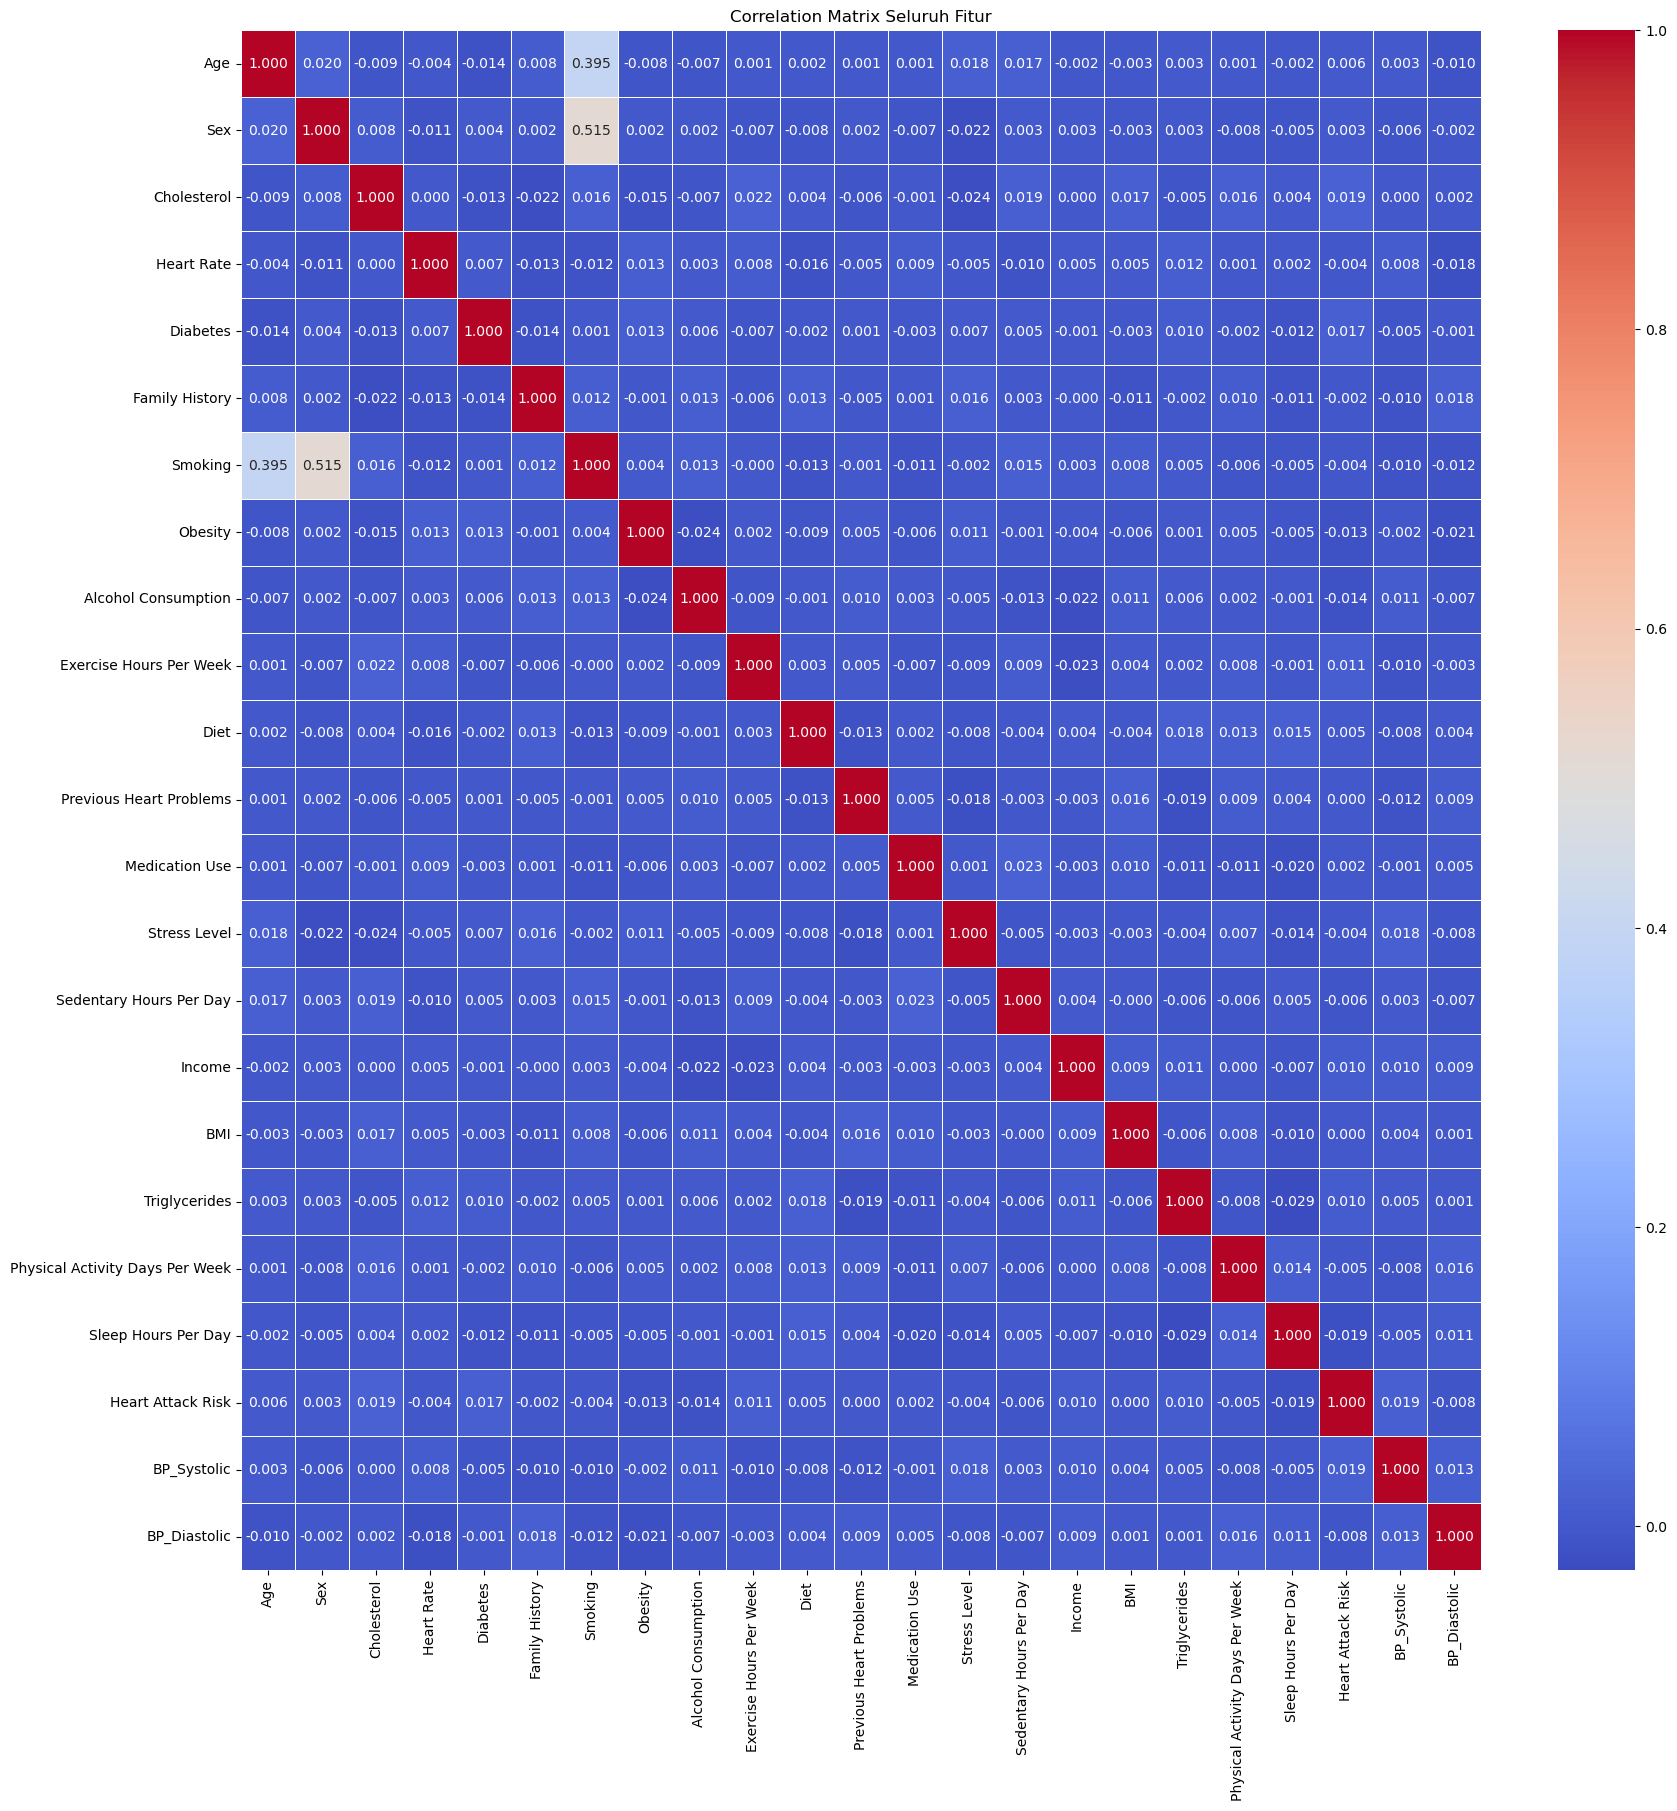 Correlation Matrix Seluruh Fitur
Age 1.000 0.020 -0.009 -0.004 -0.014 0.008 0.395 -0.008 -0.007 0.001 0.002 0.001 0.001 0.018 0.017 -0.002 -0.003 0.003 0.001 -0.002 0.006 0.003 -0.010
Sex 0.020 1.000 0.008 -0.011 0.004 0.002 0.515 0.002 0.002 -0.007 -0.008 0.002 -0.007 -0.022 0.003 0.003 -0.003 0.003 -0.008 -0.005 0.003 -0.006 -0.002
Cholesterol -0.009 0.008 1.000 0.000 -0.013 -0.022 0.016 -0.015 -0.007 0.022 0.004 -0.006 -0.001 -0.024 0.019 0.000 0.017 -0.005 0.016 0.004 0.019 0.000 0.002
Heart Rate -0.004 -0.011 0.000 1.000 0.007 -0.013 -0.012 0.013 0.003 0.008 -0.016 -0.005 0.009 -0.005 -0.010 0.005 0.005 0.012 0.001 0.002 -0.004 0.008 -0.018
Diabetes -0.014 0.004 -0.013 0.007 1.000 -0.014 0.001 0.013 0.006 -0.007 -0.002 0.001 -0.003 0.007 0.005 -0.001 -0.003 0.010 -0.002 -0.012 0.017 -0.005 -0.001
Family History 0.008 0.002 -0.022 -0.013 -0.014 1.000 0.012 -0.001 0.013 -0.006 0.013 -0.005 0.001 0.016 0.003 -0.000 -0.011 -0.002 0.010 -0.011 -0.002 -0.010 0.018
Smoking 0.395 0.515 0.016 -0.012 0.001 0.012 1.000 0.004 0.013 -0.000 -0.013 -0.001 -0.011 -0.002 0.015 0.003 0.008 0.005 -0.006 -0.005 -0.004 -0.010 -0.012
Obesity -0.008 0.002 -0.015 0.013 0.013 -0.001 0.004 1.000 -0.024 0.002 -0.009 0.005 -0.006 0.011 -0.001 -0.004 -0.006 0.001 0.005 -0.005 -0.013 -0.002 -0.021
Alcohol Consumption -0.007 0.002 -0.007 0.003 0.006 0.013 0.013 -0.024 1.000 -0.009 -0.001 0.010 0.003 -0.005 -0.013 -0.022 0.011 0.006 0.002 -0.001 -0.014 0.011 -0.007
Exercise Hours Per Week 0.001 -0.007 0.022 0.008 -0.007 -0.006 -0.000 0.002 -0.009 1.000 0.003 0.005 -0.007 -0.009 0.009 -0.023 0.004 0.002 0.008 -0.001 0.011 -0.010 -0.003
Diet 0.002 -0.008 0.004 -0.016 -0.002 0.013 -0.013 -0.009 -0.001 0.003 1.000 -0.013 0.002 -0.008 -0.004 0.004 -0.004 0.018 0.013 0.015 0.005 -0.008 0.004
Previous Heart Problems 0.001 0.002 -0.006 -0.005 0.001 -0.005 -0.001 0.005 0.010 0.005 -0.013 1.000 0.005 -0.018 -0.003 -0.003 0.016 -0.019 0.009 0.004 0.000 -0.012 0.009
Medication Use 0.001 -0.007 -0.001 0.009 -0.003 0.001 -0.011 -0.006 0.003 -0.007 0.002 0.005 1.000 0.001 0.023 -0.003 0.010 -0.011 -0.011 -0.020 0.002 -0.001 0.005
Stress Level 0.018 -0.022 -0.024 -0.005 0.007 0.016 -0.002 0.011 -0.005 -0.009 -0.008 -0.018 0.001 1.000 -0.005 -0.003 -0.003 -0.004 0.007 -0.014 -0.004 0.018 -0.008
Sedentary Hours Per Day 0.017 0.003 0.019 -0.010 0.005 0.003 0.015 -0.001 -0.013 0.009 -0.004 -0.003 0.023 -0.005 1.000 0.004 -0.000 -0.006 -0.006 0.005 -0.006 0.003 -0.007
Income -0.002 0.003 0.000 0.005 -0.001 -0.000 0.003 -0.004 -0.022 -0.023 0.004 -0.003 -0.003 -0.003 0.004 1.000 0.009 0.011 0.000 -0.007 0.010 0.010 0.009
BMI -0.003 -0.003 0.017 0.005 -0.003 -0.011 0.008 -0.006 0.011 0.004 -0.004 0.016 0.010 -0.003 -0.000 0.009 1.000 -0.006 0.008 -0.010 0.000 0.004 0.001
Triglycerides 0.003 0.003 -0.005 0.012 0.010 -0.002 0.005 0.001 0.006 0.002 0.018 -0.019 -0.011 -0.004 -0.006 0.011 -0.006 1.000 -0.008 -0.029 0.010 0.005 0.001
Physical Activity Days Per Week 0.001 -0.008 0.016 0.001 -0.002 0.010 -0.006 0.005 0.002 0.008 0.013 0.009 -0.011 0.007 -0.006 0.000 0.008 -0.008 1.000 0.014 -0.005 -0.008 0.016
Sleep Hours Per Day -0.002 -0.005 0.004 0.002 -0.012 -0.011 -0.005 -0.005 -0.001 -0.001 0.015 0.004 -0.020 -0.014 0.005 -0.007 -0.010 -0.029 0.014 1.000 -0.019 -0.005 0.011
Heart Attack Risk 0.006 0.003 0.019 -0.004 0.017 -0.002 -0.004 -0.013 -0.014 0.011 0.005 0.000 0.002 -0.004 -0.006 0.010 0.000 0.010 -0.005 -0.019 1.000 0.019 -0.008
BP_Systolic 0.003 -0.006 0.000 0.008 -0.005 -0.010 -0.010 -0.002 0.011 -0.010 -0.008 -0.012 -0.001 0.018 0.003 0.010 0.004 0.005 -0.008 -0.005 0.019 1.000 0.013
BP_Diastolic -0.010 -0.002 0.002 -0.018 -0.001 0.018 -0.012 -0.021 -0.007 -0.003 0.004 0.009 0.005 -0.008 -0.007 0.009 0.001 0.001 0.016 0.011 -0.008 0.013 1.000
Age
Sex
Cholesterol
Heart Rate
Diabetes
Family History
Smoking
Obesity
Alcohol Consumption
Exercise Hours Per Week
Diet
Previous Heart Problems
Medication Use
Stress Level
Sedentary Hours Per Day
Income
BMI
Triglycerides
Physical Activity Days Per Week
Sleep Hours Per Day
Heart Attack Risk
BP_Systolic
BP_Diastolic
1.0
0.8
0.6
0.4
0.2
0.0